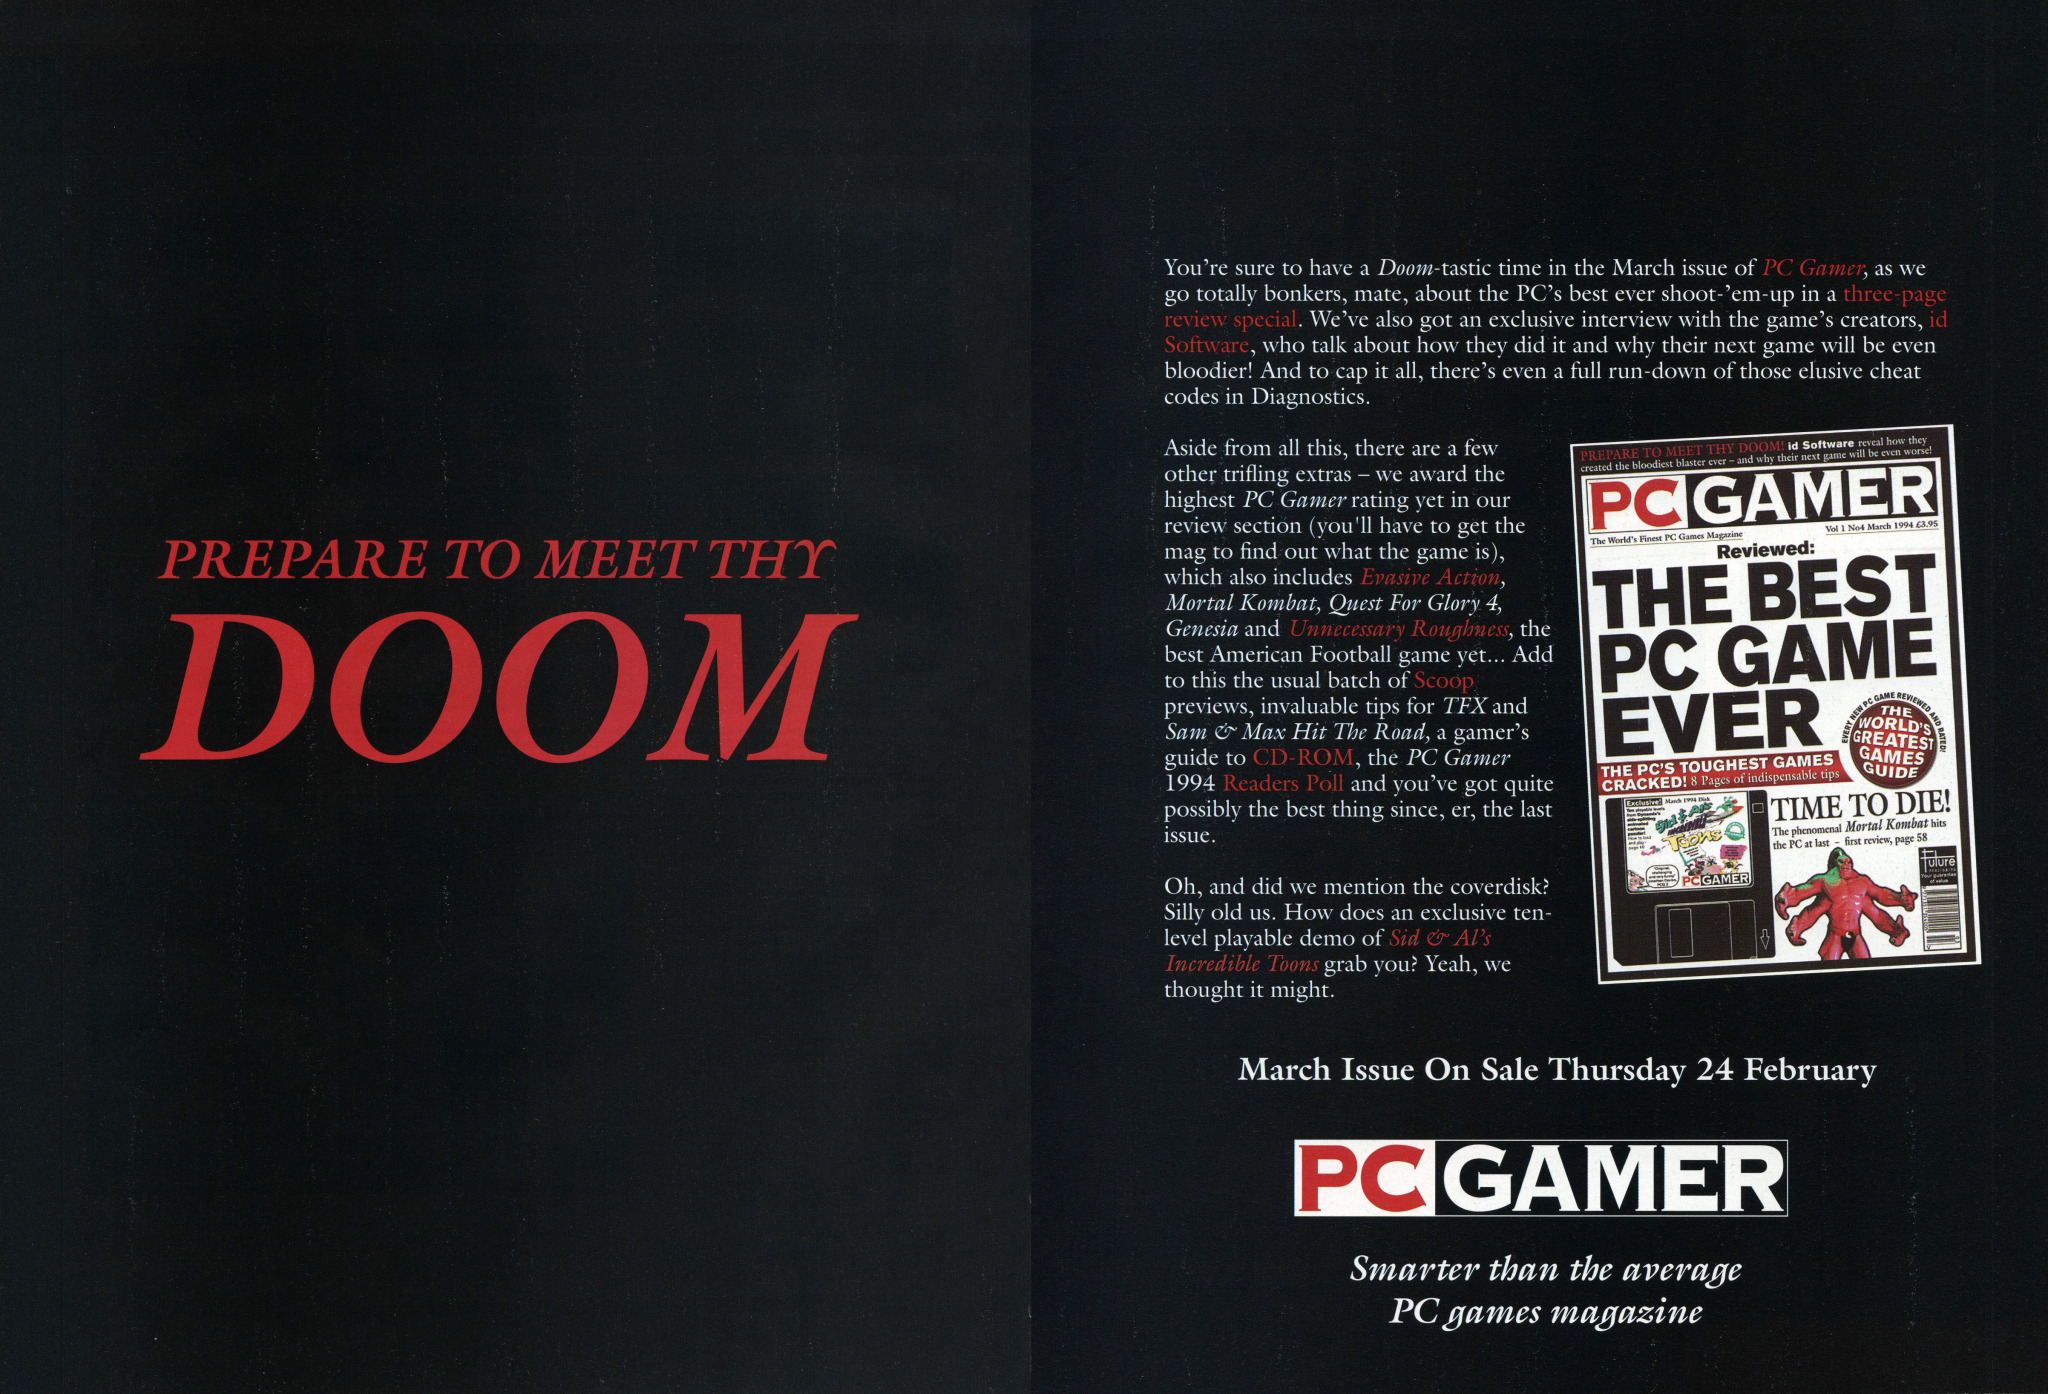 PREPARE TO MEET THY
DOOM
You're sure to have a Doom-tastic time in the March issue of PC Gamer, as we
go totally bonkers, mate, about the PC's best ever shoot-'em-up in a three-page
review special. We've also got an exclusive interview with the game's creators, id
Software, who talk about how they did it and why their next game will be even
bloodier! And to cap it all, there's even a full run-down of those elusive cheat
codes in Diagnostics.
Aside from all this, there are a few
other trifling extras – we award the
highest PC Gamer rating yet in our
review section (you'll have to get the
mag to find out what the game is),
which also includes Evasive Action,
Mortal Kombat, Quest For Glory 4,
Genesia and Unnecessary Roughness, the
best American Football game yet... Add
to this the usual batch of Scoop
previews, invaluable tips for TFX and
Sam & Max Hit The Road, a gamer's
guide to CD-ROM, the PC Gamer
1994 Readers Poll and you've got quite
possibly the best thing since, er, the last
issue.
Oh, and did we mention the coverdisk?
Silly old us. How does an exclusive ten-
level playable demo of Sid & Al's
Incredible Toons grab you? Yeah, we
thought it might.
PREPARE TO MEET THY DOOM! id Software reveal how they
created the bloodiest blaster ever – and why their next game will be even worse!
PC GAMER
The World's Finest PC Games Magazine
Vol 1 No4 March 1994 £3.95
Reviewed:
THE BEST
PC GAME
EVER
EVERY NEW PC GAME REVIEWED AND RATED!
THE
WORLD'S
GREATEST
GAMES
GUIDE
THE PC'S TOUGHEST GAMES
CRACKED! 8 Pages of indispensable tips
Exclusive! March 1994 Disk
Sid & Al's
INCREDIBLE
TOONS
PC GAMER
TIME TO DIE!
The phenomenal Mortal Kombat hits
the PC at last – first review, page 58
Future
Your guarantee
of value
March Issue On Sale Thursday 24 February
PC GAMER
Smarter than the average
PC games magazine